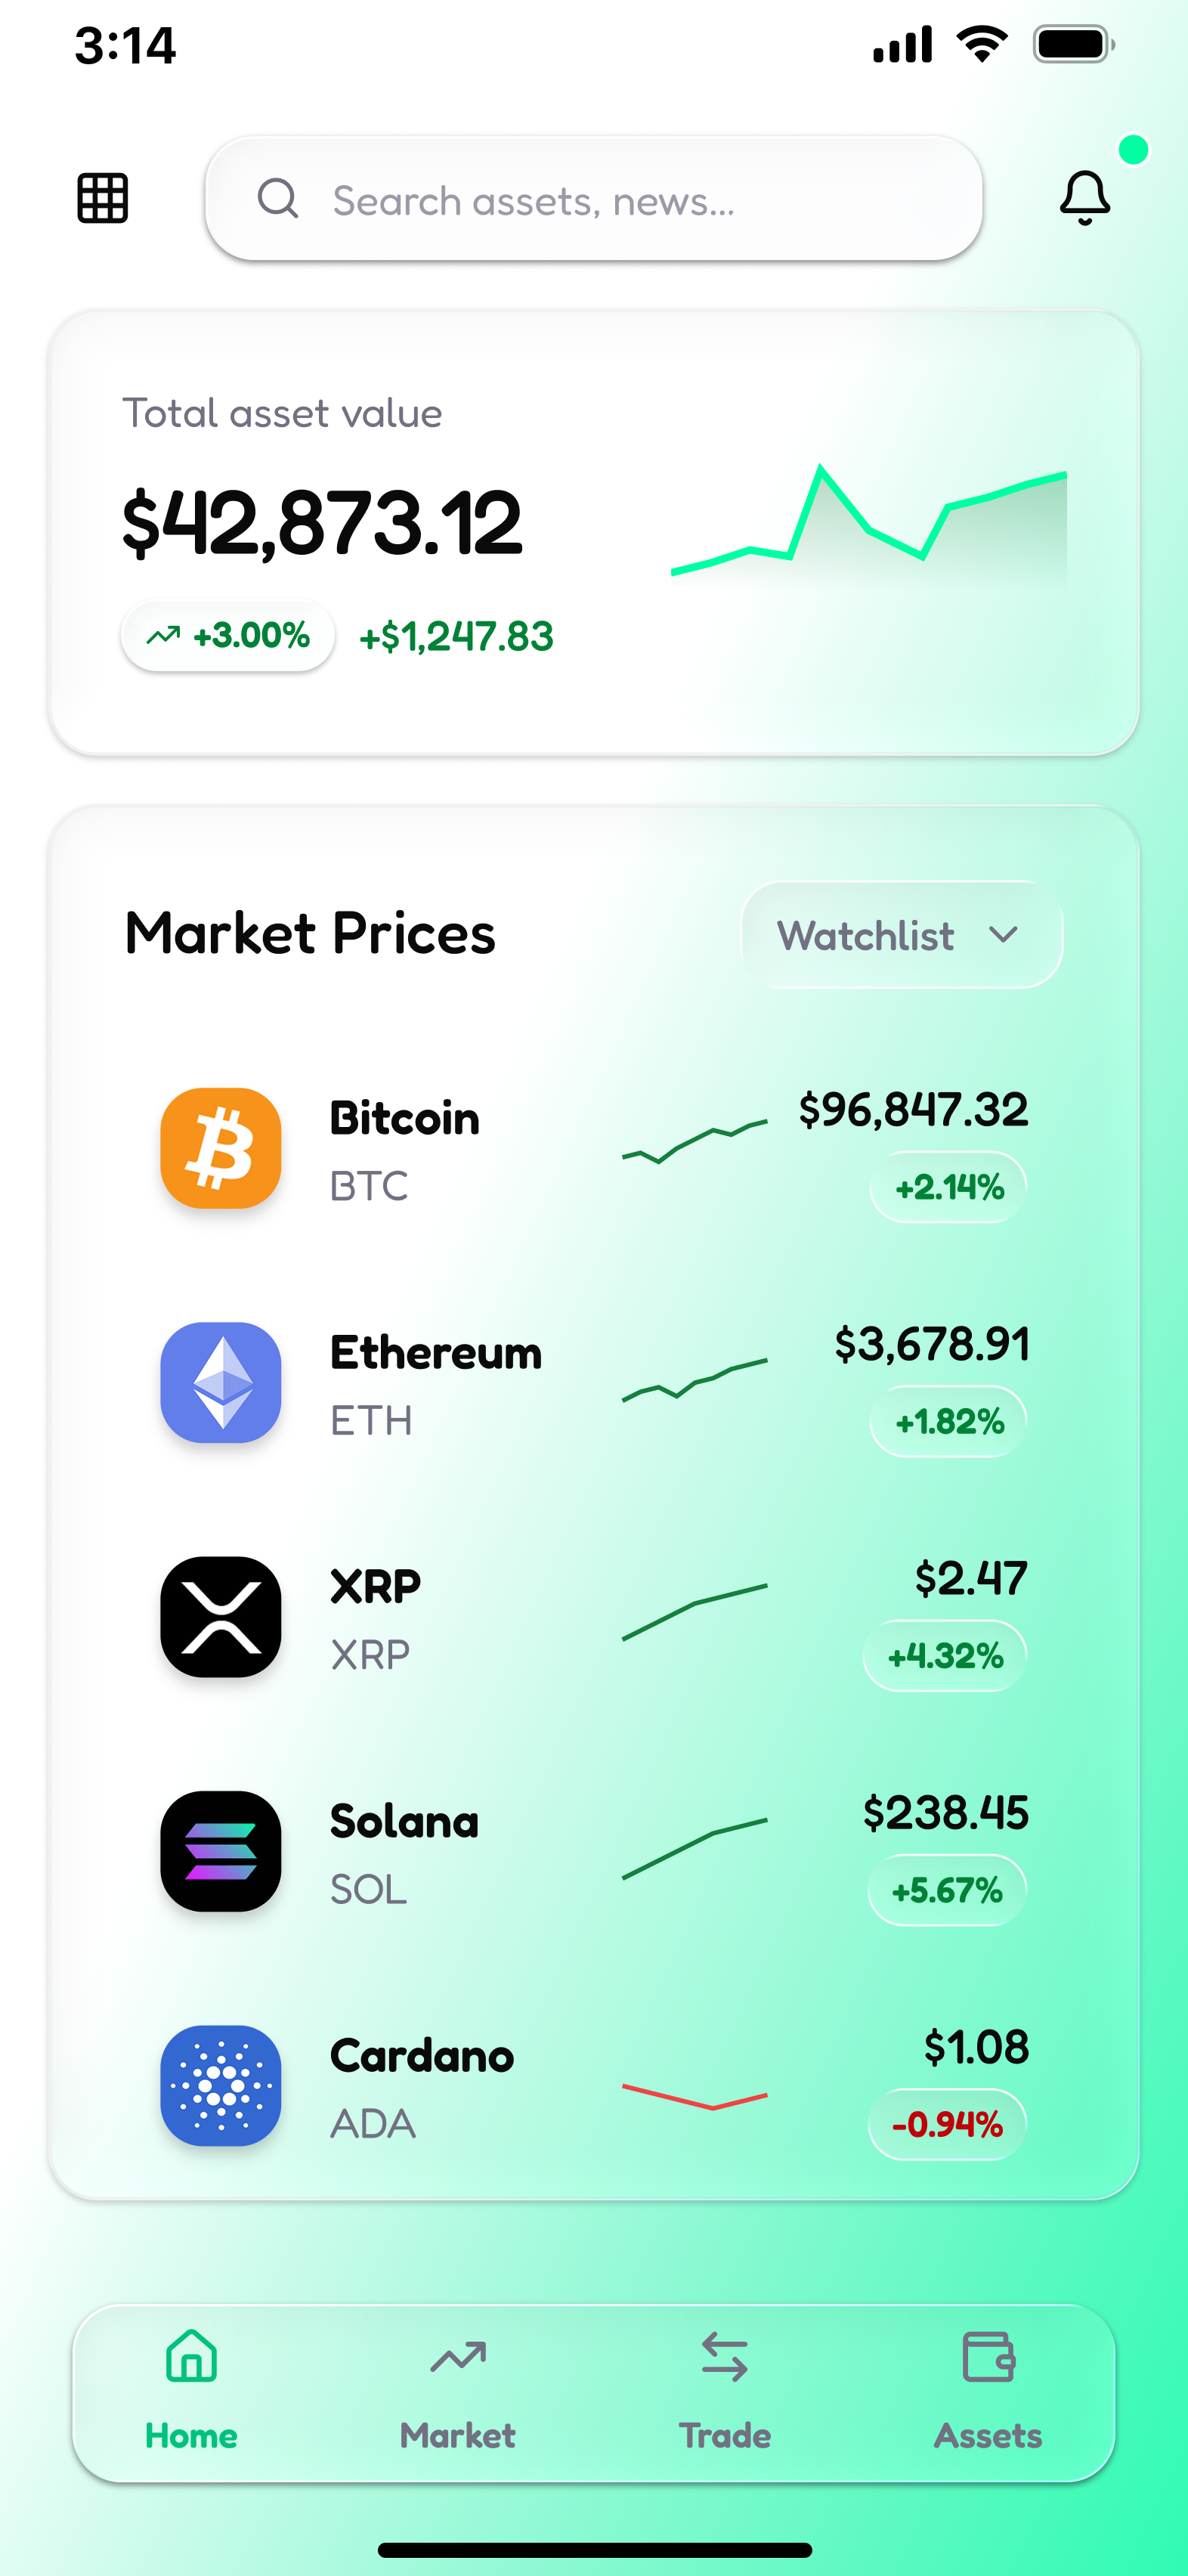 3:14
Search assets, news...
Total asset value
$42,873.12
+3.00% +$1,247.83
Market Prices
Watchlist
Bitcoin
$96,847.32
BTC
+2.14%
Ethereum
$3,678.91
ETH
+1.82%
XRP
$2.47
XRP
+4.32%
Solana
$238.45
SOL
+5.67%
Cardano
$1.08
ADA
-0.94%
Home Market Trade Assets